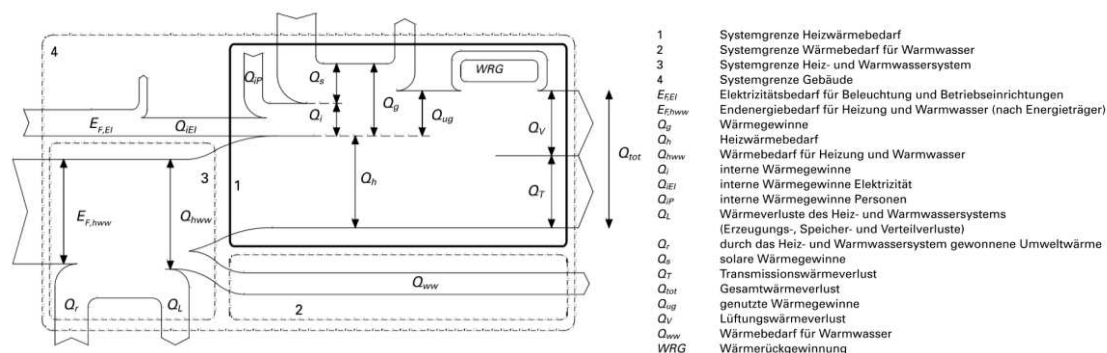 4
Q_iP
Q_s
Q_g
WRG
Q_i
Q_ug
Q_V
E_F,El
Q_iEl
Q_tot
3
1
Q_h
Q_T
E_F,hww
Q_hww
Q_ww
Q_r
Q_L
2
1 Systemgrenze Heizwärmebedarf
2 Systemgrenze Wärmebedarf für Warmwasser
3 Systemgrenze Heiz- und Warmwassersystem
4 Systemgrenze Gebäude
E_F,El Elektrizitätsbedarf für Beleuchtung und Betriebseinrichtungen
E_F,hww Endenergiebedarf für Heizung und Warmwasser (nach Energieträger)
Q_g Wärmegewinne
Q_h Heizwärmebedarf
Q_hww Wärmebedarf für Heizung und Warmwasser
Q_i interne Wärmegewinne
Q_iEl interne Wärmegewinne Elektrizität
Q_iP interne Wärmegewinne Personen
Q_L Wärmeverluste des Heiz- und Warmwassersystems
(Erzeugungs-, Speicher- und Verteilverluste)
Q_r durch das Heiz- und Warmwassersystem gewonnene Umweltwärme
Q_s solare Wärmegewinne
Q_T Transmissionswärmeverlust
Q_tot Gesamtwärmeverlust
Q_ug genutzte Wärmegewinne
Q_V Lüftungswärmeverlust
Q_ww Wärmebedarf für Warmwasser
WRG Wärmerückgewinnung